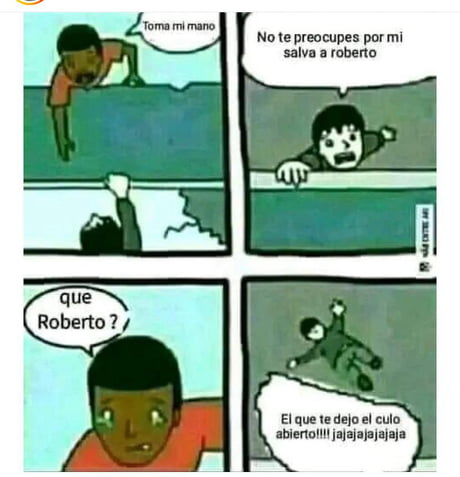 Toma mi mano
No te preocupes por mi
salva a roberto
que
Roberto ?
El que te dejo el culo
abierto!!!! jajajajajajaja